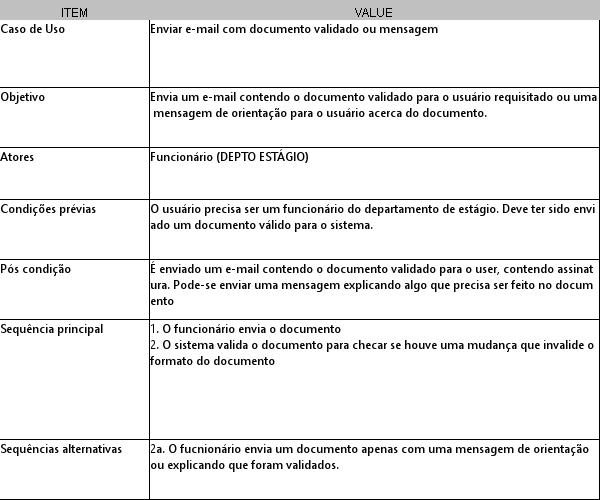 ITEM VALUE
Caso de Uso Enviar e-mail com documento validado ou mensagem
Objetivo Envia um e-mail contendo o documento validado para o usuário requisitado ou uma
mensagem de orientação para o usuário acerca do documento.
Atores Funcionário (DEPTO ESTÁGIO)
Condições prévias O usuário precisa ser um funcionário do departamento de estágio. Deve ter sido envi
ado um documento válido para o sistema.
Pós condição É enviado um e-mail contendo o documento validado para o user, contendo assinat
ura. Pode-se enviar uma mensagem explicando algo que precisa ser feito no docum
ento
Sequência principal 1. O funcionário envia o documento
2. O sistema valida o documento para checar se houve uma mudança que invalide o
formato do documento
Sequências alternativas 2a. O fucnionário envia um documento apenas com uma mensagem de orientação
ou explicando que foram validados.